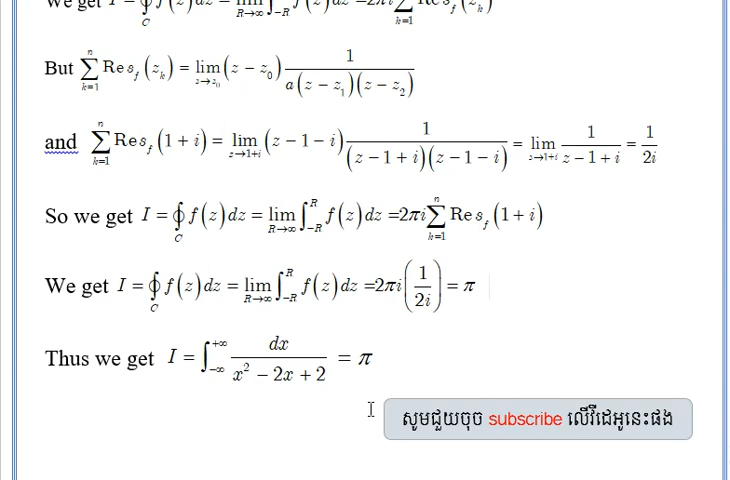 We get I = ∮_C f(z)dz = lim_{R→∞} ∫_{-R}^{R} f(z)dz = 2πi ∑_{k=1}^{n} Res_f(z_k)
But ∑_{k=1}^{n} Res_f(z_k) = lim_{z→z_0} (z − z_0) 1/(a(z − z_1)(z − z_2))
and ∑_{k=1}^{n} Res_f(1 + i) = lim_{z→1+i} (z − 1 − i) 1/((z − 1 + i)(z − 1 − i)) = lim_{z→1+i} 1/(z − 1 + i) = 1/(2i)
So we get I = ∮_C f(z)dz = lim_{R→∞} ∫_{-R}^{R} f(z)dz = 2πi ∑_{k=1}^{n} Res_f(1 + i)
We get I = ∮_C f(z)dz = lim_{R→∞} ∫_{-R}^{R} f(z)dz = 2πi (1/(2i)) = π
Thus we get I = ∫_{-∞}^{+∞} dx/(x² − 2x + 2) = π
សូមជួយចុច subscribe លើវីដេអូនេះផង